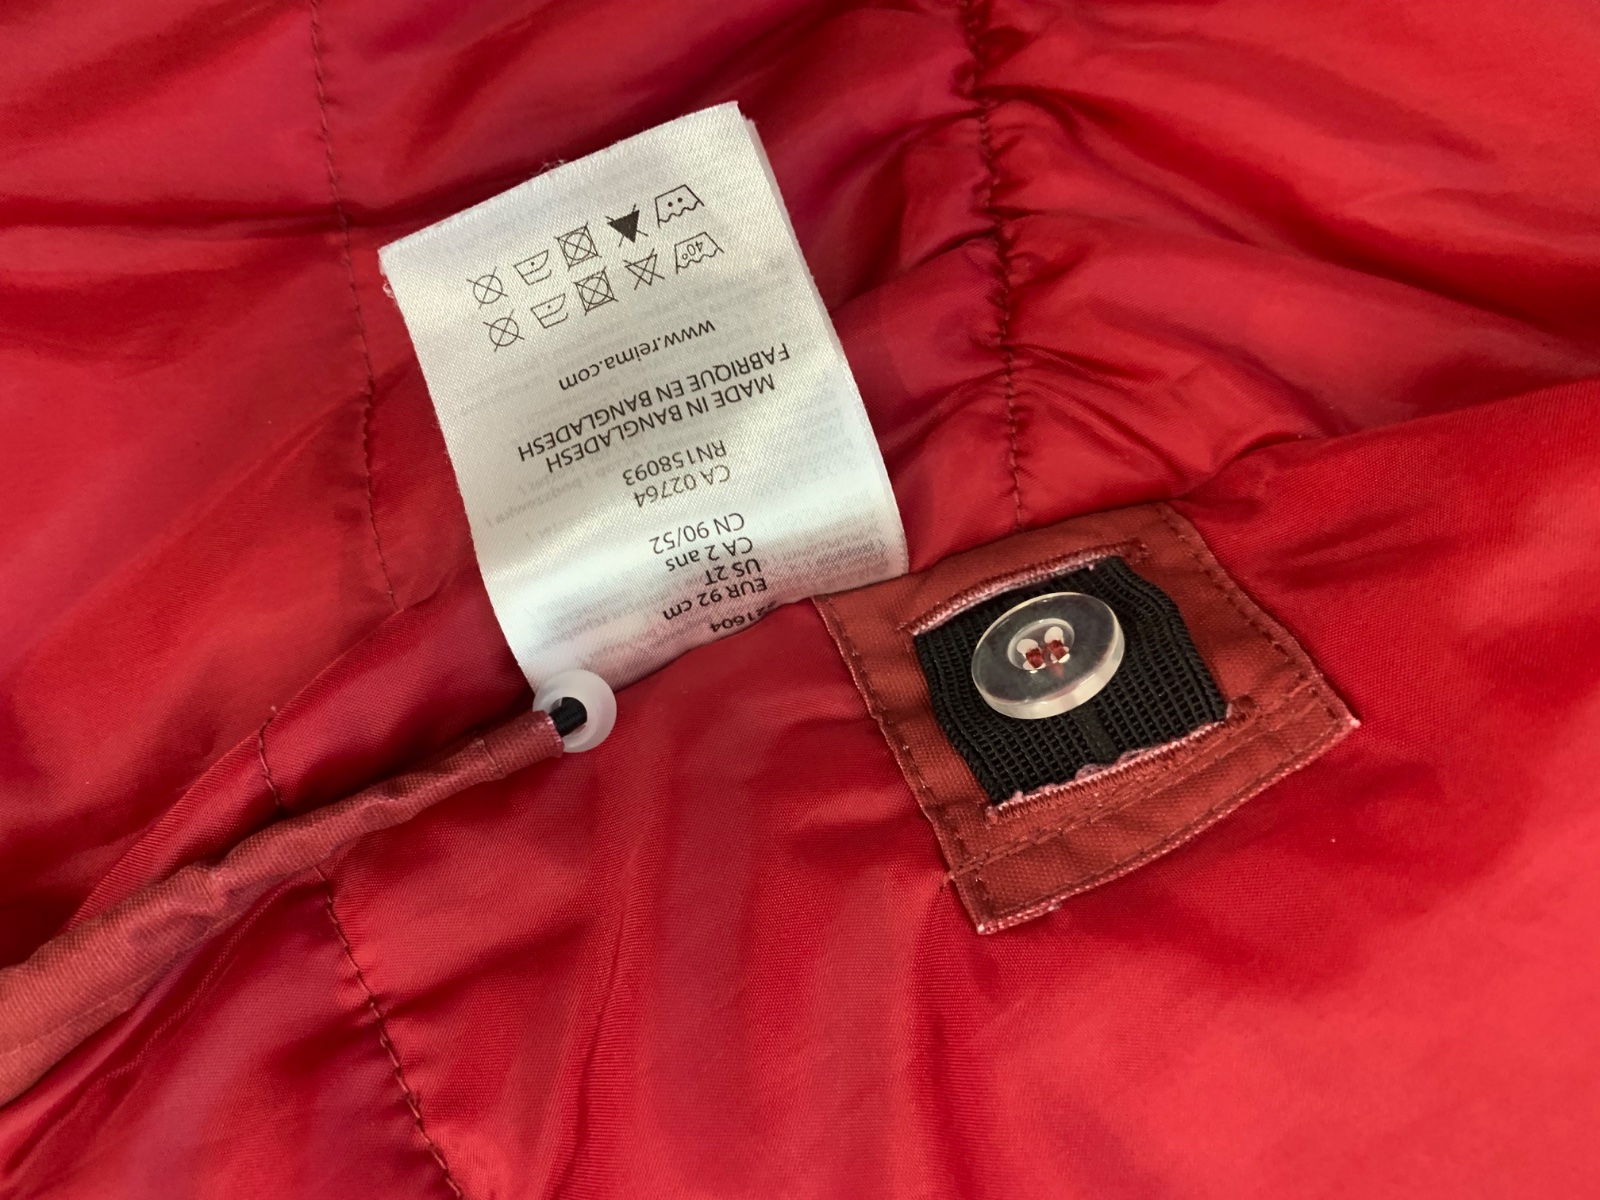 521604
EUR 92 cm
US 2T
CA 2 ans
CN 90/52
CA 02764
RN158093
MADE IN BANGLADESH
FABRIQUE EN BANGLADESH
www.reima.com
40°